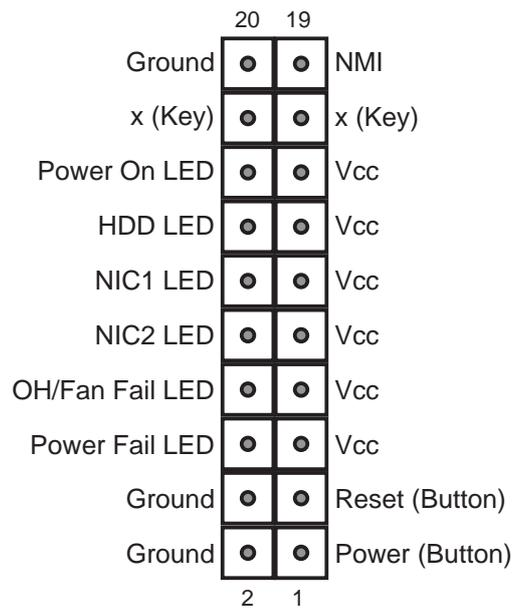 20 19
Ground NMI
x (Key) x (Key)
Power On LED Vcc
HDD LED Vcc
NIC1 LED Vcc
NIC2 LED Vcc
OH/Fan Fail LED Vcc
Power Fail LED Vcc
Ground Reset (Button)
Ground Power (Button)
2 1